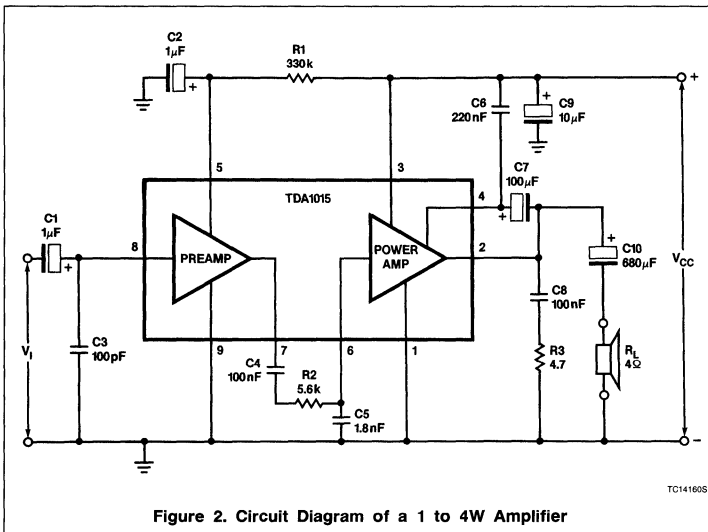 C2
1µF
+
R1
330k
+
C6
220nF
+
C9
10µF
5
3
C7
100µF
TDA1015
4
+
C1
1µF
+
8
PREAMP
POWER
AMP
2
+
C10
680µF
VCC
C8
100nF
VI
C3
100pF
9
7
6
1
C4
100nF
R2
5.6k
R3
4.7
RL
4Ω
C5
1.8nF
−
TC14160S
Figure 2. Circuit Diagram of a 1 to 4W Amplifier